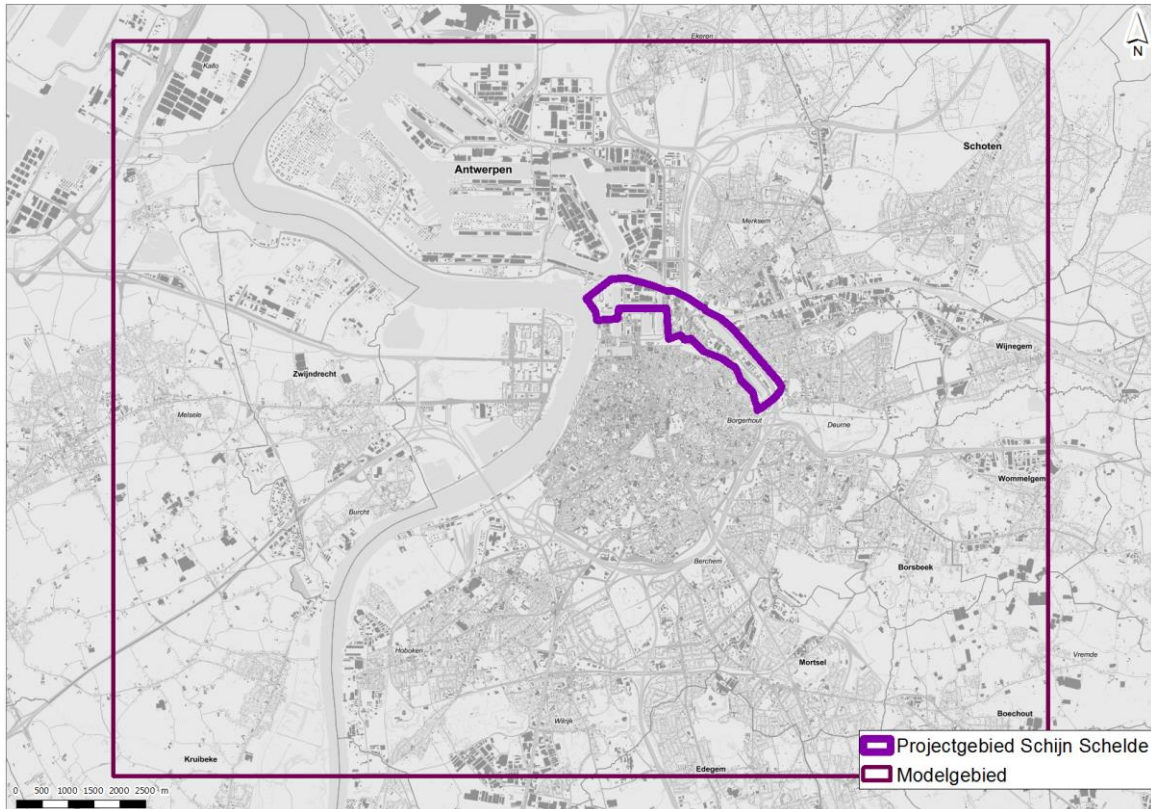 Ekeren
N
Kallo
Schoten
Antwerpen
Merksem
Wijnegem
Zwijndrecht
Melsele
Borgerhout
Deurne
Wommelgem
Burcht
Berchem
Borsbeek
Hoboken
Mortsel
Vremde
Wilrijk
Boechout
Projectgebied Schijn Schelde
Kruibeke
Edegem
Modelgebied
0 500 1000 1500 2000 2500 m